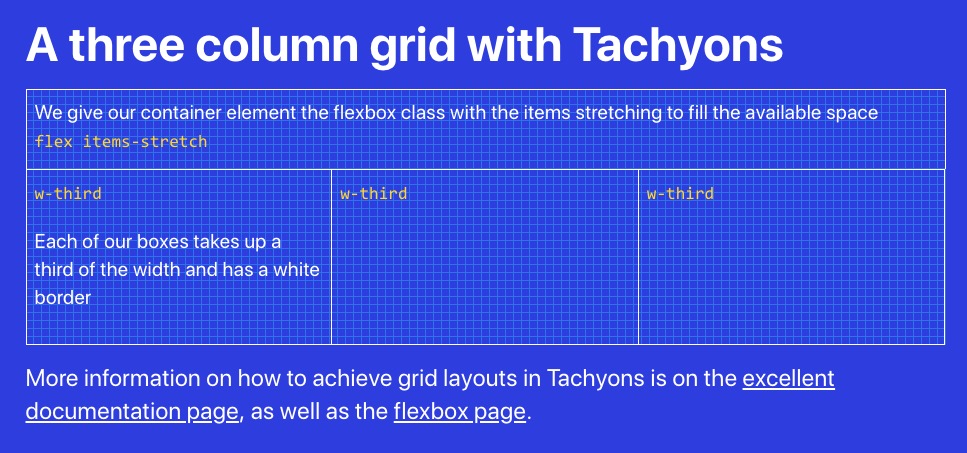 A three column grid with Tachyons
We give our container element the flexbox class with the items stretching to fill the available space
flex items-stretch
w-third
w-third
w-third
Each of our boxes takes up a
third of the width and has a white
border
More information on how to achieve grid layouts in Tachyons is on the excellent
documentation page, as well as the flexbox page.